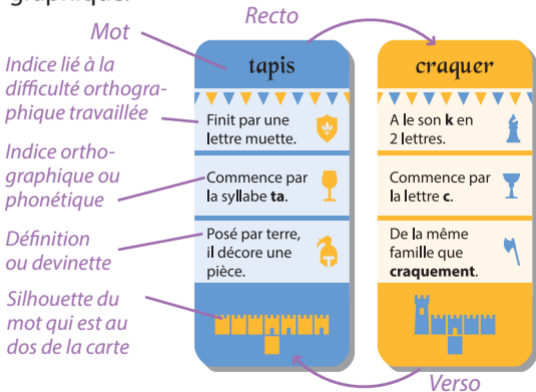 graphique.
Recto
Mot
tapis
craquer
Indice lié à la
difficulté orthogra-
phique travaillée
Finit par une
lettre muette.
A le son k en
2 lettres.
Indice ortho-
graphique ou
phonétique
Commence par
la syllabe ta.
Commence par
la lettre c.
Définition
ou devinette
Posé par terre,
il décore une
pièce.
De la même
famille que
craquement.
Silhouette du
mot qui est au
dos de la carte
Verso